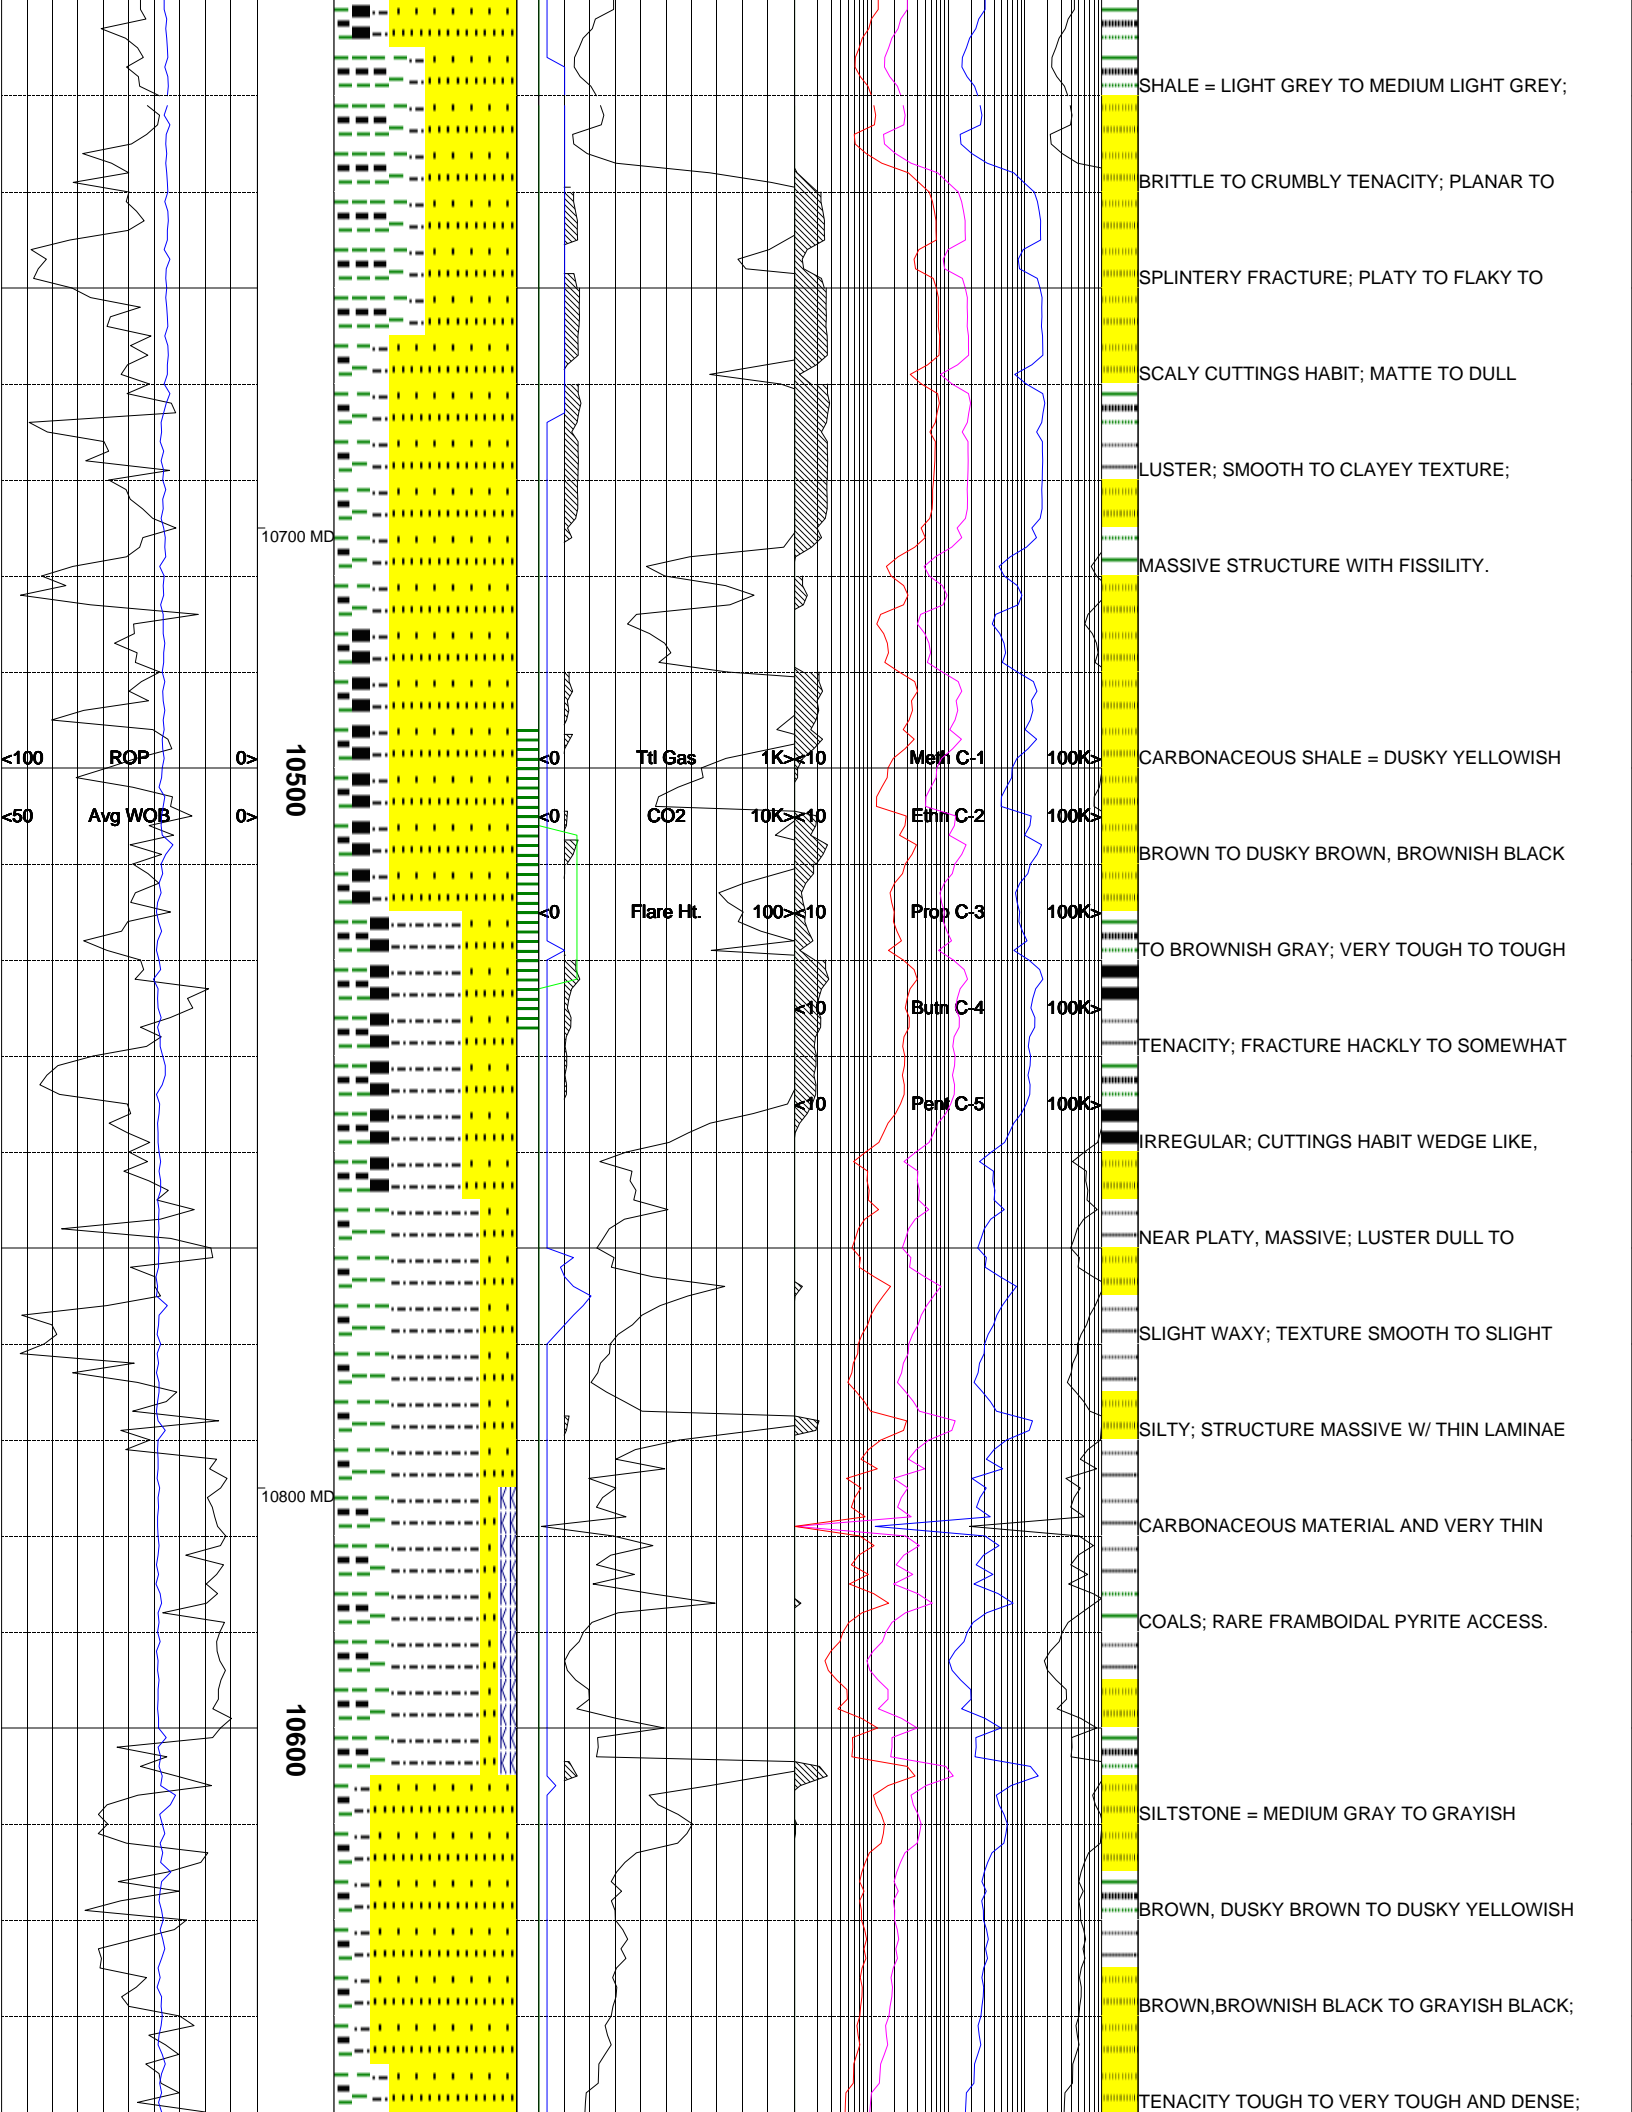 SHALE = LIGHT GREY TO MEDIUM LIGHT GREY;
BRITTLE TO CRUMBLY TENACITY; PLANAR TO
SPLINTERY FRACTURE; PLATY TO FLAKY TO
SCALY CUTTINGS HABIT; MATTE TO DULL
LUSTER; SMOOTH TO CLAYEY TEXTURE;
10700 MD
MASSIVE STRUCTURE WITH FISSILITY.
<100 ROP 0> 10500 <0 Ttl Gas 1K><10 Meth C-1 100K> CARBONACEOUS SHALE = DUSKY YELLOWISH
<50 Avg WOB 0> <0 CO2 10K><10 Ethn C-2 100K>
BROWN TO DUSKY BROWN, BROWNISH BLACK
<0 Flare Ht. 100><10 Prop C-3 100K>
TO BROWNISH GRAY; VERY TOUGH TO TOUGH
<10 Butn C-4 100K>
TENACITY; FRACTURE HACKLY TO SOMEWHAT
<10 Pent C-5 100K>
IRREGULAR; CUTTINGS HABIT WEDGE LIKE,
NEAR PLATY, MASSIVE; LUSTER DULL TO
SLIGHT WAXY; TEXTURE SMOOTH TO SLIGHT
SILTY; STRUCTURE MASSIVE W/ THIN LAMINAE
10800 MD
CARBONACEOUS MATERIAL AND VERY THIN
COALS; RARE FRAMBOIDAL PYRITE ACCESS.
10600
SILTSTONE = MEDIUM GRAY TO GRAYISH
BROWN, DUSKY BROWN TO DUSKY YELLOWISH
BROWN,BROWNISH BLACK TO GRAYISH BLACK;
TENACITY TOUGH TO VERY TOUGH AND DENSE;